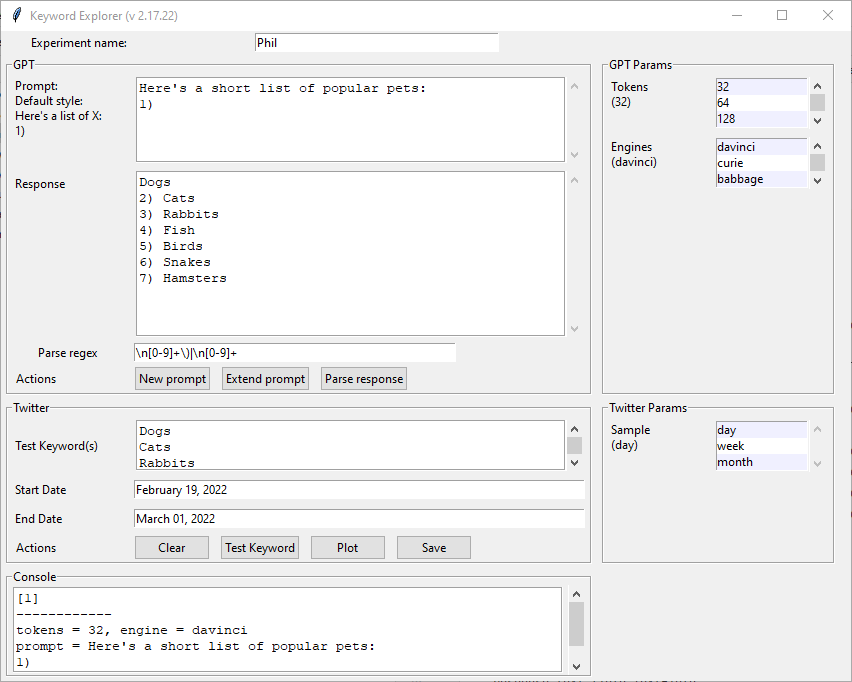 Keyword Explorer (v 2.17.22)
Experiment name: Phil
GPT
Prompt:
Default style:
Here's a list of X:
1)
Here's a short list of popular pets:
1)
Response
Dogs
2) Cats
3) Rabbits
4) Fish
5) Birds
6) Snakes
7) Hamsters
Parse regex \n[0-9]+\)|\n[0-9]+
Actions New prompt Extend prompt Parse response
GPT Params
Tokens
(32)
32
64
128
Engines
(davinci)
davinci
curie
babbage
Twitter
Test Keyword(s)
Dogs
Cats
Rabbits
Start Date February 19, 2022
End Date March 01, 2022
Actions Clear Test Keyword Plot Save
Twitter Params
Sample
(day)
day
week
month
Console
[1]
------------
tokens = 32, engine = davinci
prompt = Here's a short list of popular pets:
1)